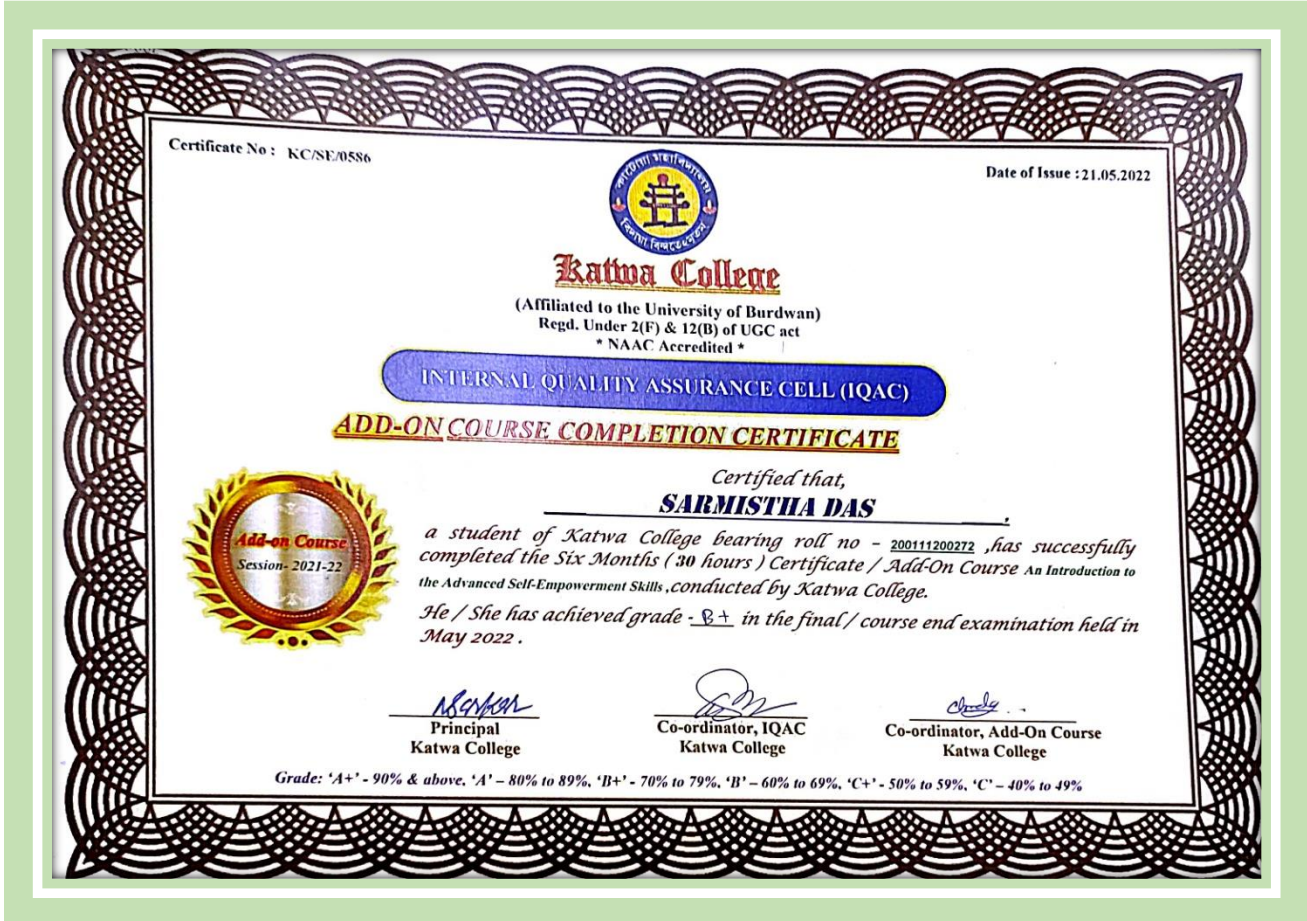 Certificate No : KC/SE/0586
Date of Issue : 21.05.2022
কাটোয়া মহাবিদ্যালয়
Katwa College
(Affiliated to the University of Burdwan)
Regd. Under 2(F) & 12(B) of UGC act
* NAAC Accredited *
INTERNAL QUALITY ASSURANCE CELL (IQAC)
ADD-ON COURSE COMPLETION CERTIFICATE
Certified that,
SARMISTHA DAS ,
Add-on Course
Session- 2021-22
a student of Katwa College bearing roll no - 200111200272 ,has successfully
completed the Six Months ( 30 hours ) Certificate / Add-On Course An Introduction to
the Advanced Self-Empowerment Skills ,conducted by Katwa College.
He / She has achieved grade - B+ in the final / course end examination held in
May 2022 .
Principal
Katwa College
Co-ordinator, IQAC
Katwa College
Co-ordinator, Add-On Course
Katwa College
Grade: ‘A+’ - 90% & above, ‘A’ – 80% to 89%, ‘B+’ - 70% to 79%, ‘B’ – 60% to 69%, ‘C+’ - 50% to 59%, ‘C’ – 40% to 49%